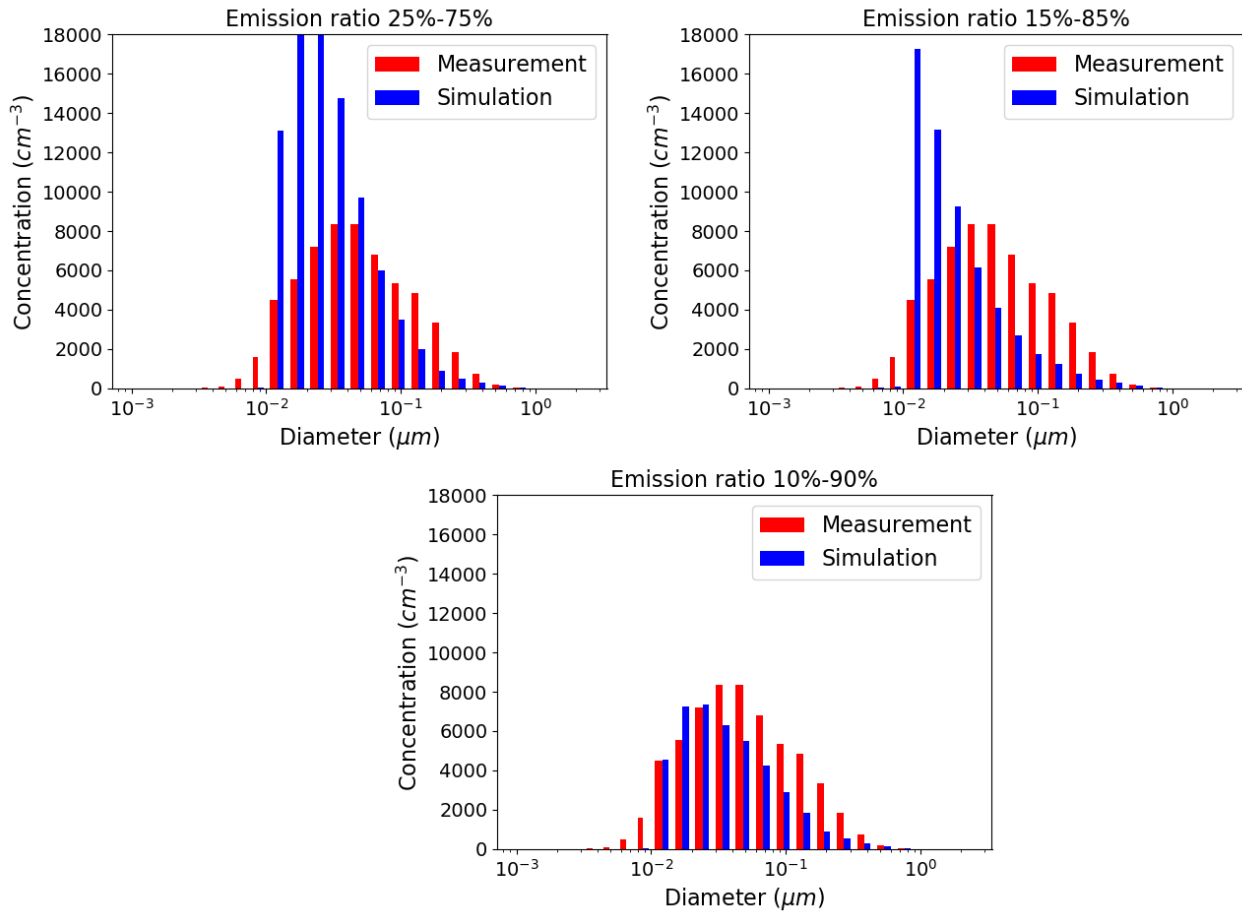 Emission ratio 25%-75%
18000
16000
14000
12000
10000
8000
6000
4000
2000
0
Concentration (cm⁻³)
Measurement
Simulation
10⁻³
10⁻²
10⁻¹
10⁰
Diameter (μm)
Emission ratio 15%-85%
18000
16000
14000
12000
10000
8000
6000
4000
2000
0
Concentration (cm⁻³)
Measurement
Simulation
10⁻³
10⁻²
10⁻¹
10⁰
Diameter (μm)
Emission ratio 10%-90%
18000
16000
14000
12000
10000
8000
6000
4000
2000
0
Concentration (cm⁻³)
Measurement
Simulation
10⁻³
10⁻²
10⁻¹
10⁰
Diameter (μm)